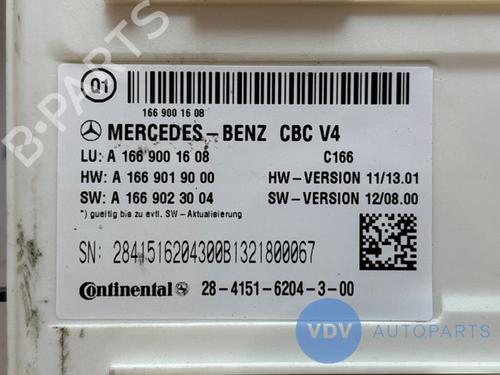 Q1
166 900 16 08
MERCEDES-BENZ CBC V4
LU: A 166 900 16 08 C166
HW: A 166 901 90 00 HW-VERSION 11/13.01
SW: A 166 902 30 04 SW-VERSION 12/08.00
*) gueltig bis zu evtl. SW-Aktualisierung
SN: 2841516204300B1321800067
Continental 28-4151-6204-3-00
B-PARTS
VDV AUTOPARTS